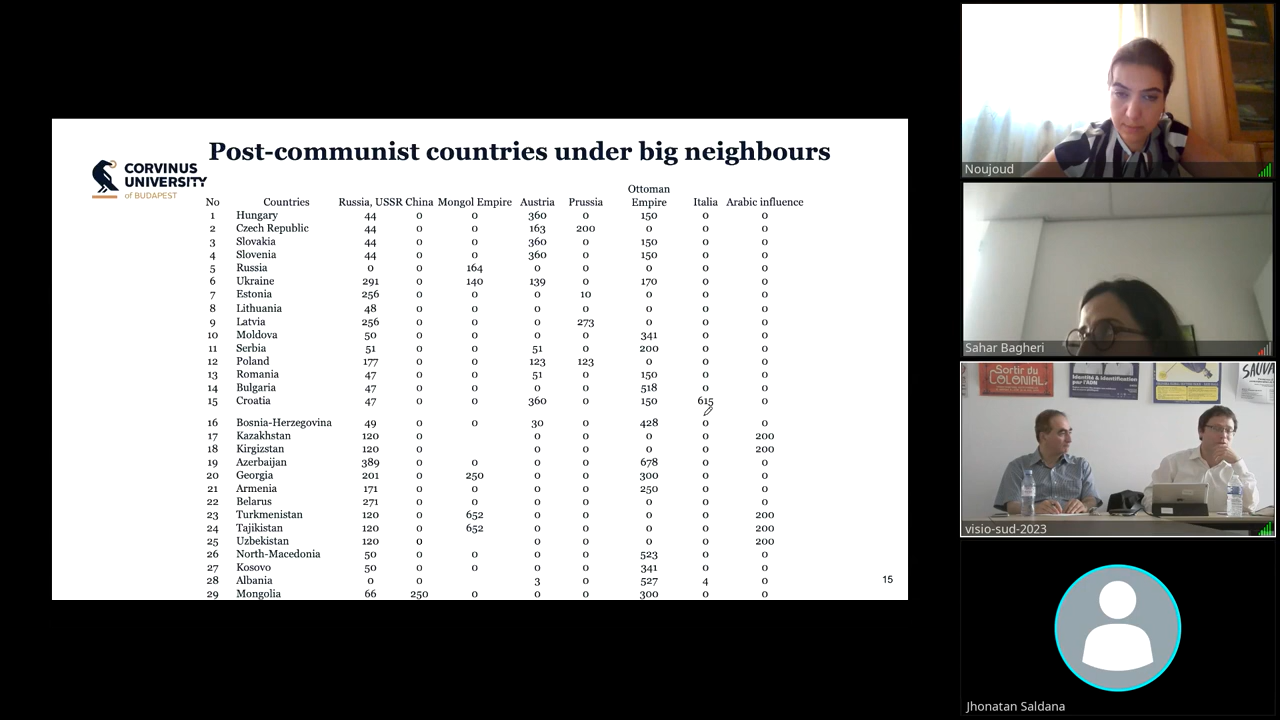 CORVINUS
UNIVERSITY
of BUDAPEST
Post-communist countries under big neighbours
No Countries Russia, USSR China Mongol Empire Austria Prussia Ottoman Empire Italia Arabic influence
1 Hungary 44 0 0 360 0 150 0 0
2 Czech Republic 44 0 0 163 200 0 0 0
3 Slovakia 44 0 0 360 0 150 0 0
4 Slovenia 44 0 0 360 0 150 0 0
5 Russia 0 0 164 0 0 0 0 0
6 Ukraine 291 0 140 139 0 170 0 0
7 Estonia 256 0 0 0 10 0 0 0
8 Lithuania 48 0 0 0 0 0 0 0
9 Latvia 256 0 0 0 273 0 0 0
10 Moldova 50 0 0 0 0 341 0 0
11 Serbia 51 0 0 51 0 200 0 0
12 Poland 177 0 0 123 123 0 0 0
13 Romania 47 0 0 51 0 150 0 0
14 Bulgaria 47 0 0 0 0 518 0 0
15 Croatia 47 0 0 360 0 150 615 0
16 Bosnia-Herzegovina 49 0 0 30 0 428 0 0
17 Kazakhstan 120 0 0 0 0 0 200
18 Kirgizstan 120 0 0 0 0 0 200
19 Azerbaijan 389 0 0 0 0 678 0 0
20 Georgia 201 0 250 0 0 300 0 0
21 Armenia 171 0 0 0 0 250 0 0
22 Belarus 271 0 0 0 0 0 0 0
23 Turkmenistan 120 0 652 0 0 0 0 200
24 Tajikistan 120 0 652 0 0 0 0 200
25 Uzbekistan 120 0 0 0 0 0 200
26 North-Macedonia 50 0 0 0 0 523 0 0
27 Kosovo 50 0 0 0 0 341 0 0
28 Albania 0 0 3 0 527 4 0
29 Mongolia 66 250 0 0 0 300 0 0
15
Noujoud
Sahar Bagheri
Sortir du
COLONIAL
Identité & Identification
par l'ADN
visio-sud-2023
Jhonatan Saldana